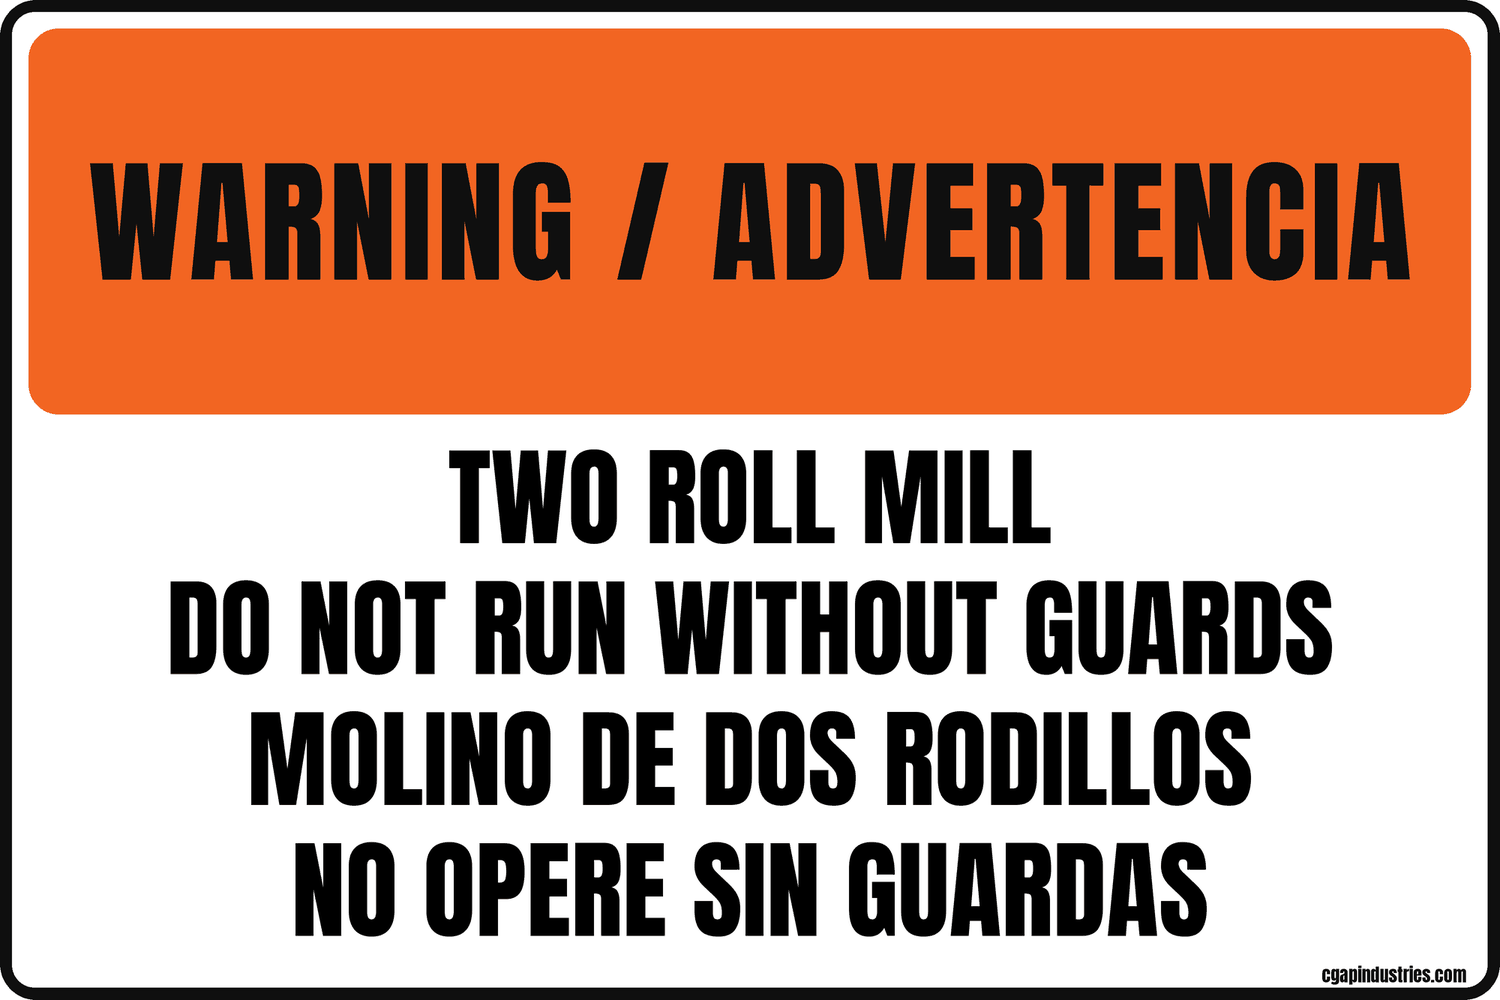 WARNING / ADVERTENCIA
TWO ROLL MILL
DO NOT RUN WITHOUT GUARDS
MOLINO DE DOS RODILLOS
NO OPERE SIN GUARDAS
cgapindustries.com